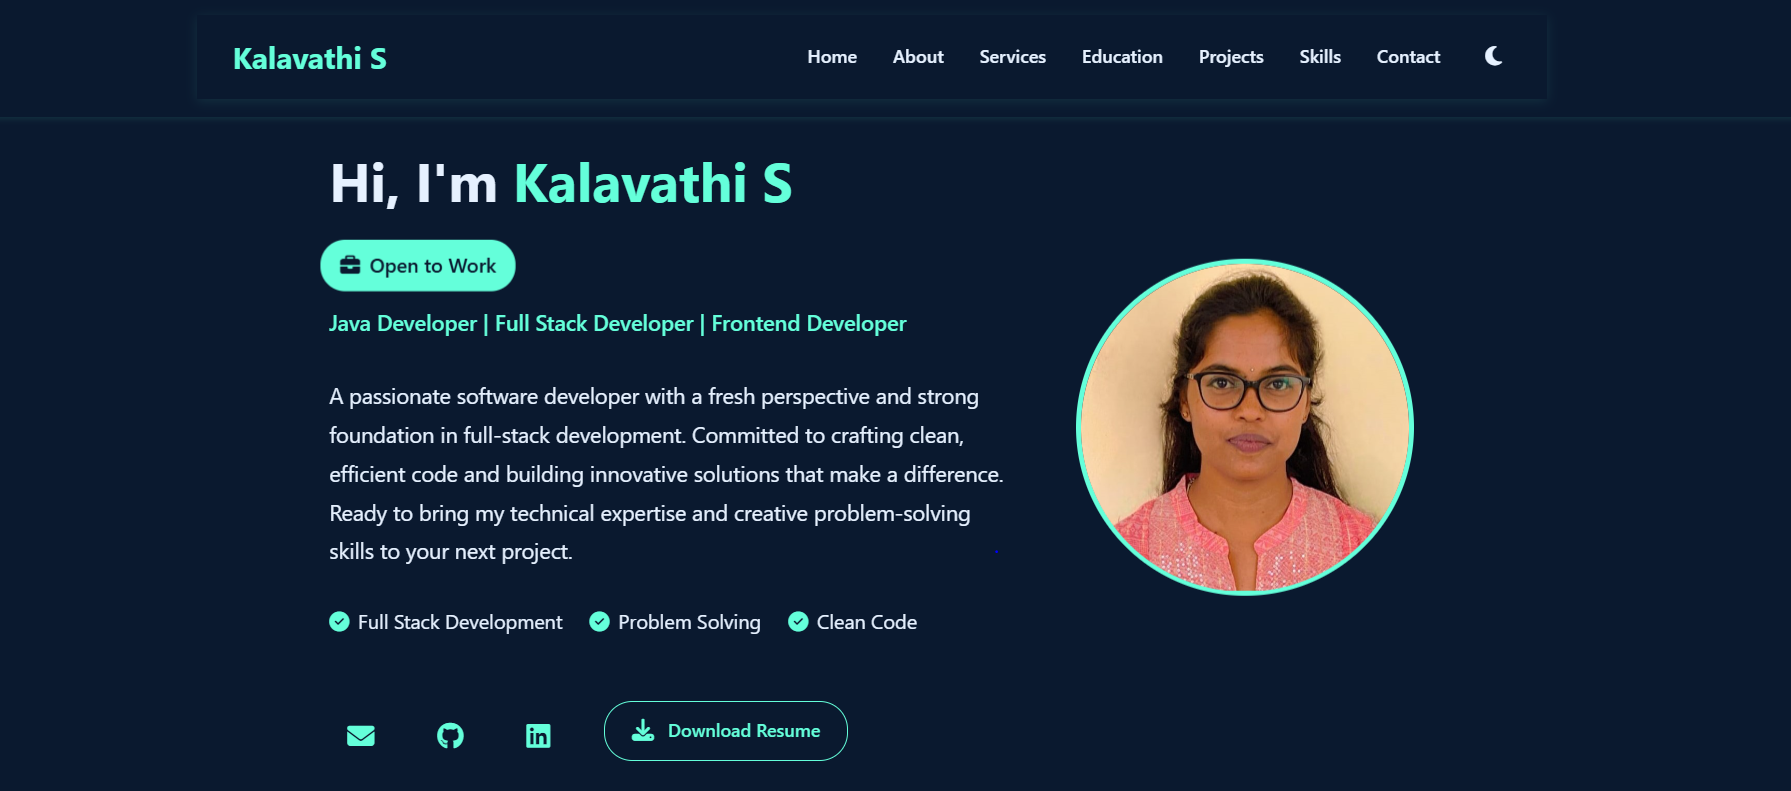 Kalavathi S
Home About Services Education Projects Skills Contact
Hi, I'm Kalavathi S
Open to Work
Java Developer | Full Stack Developer | Frontend Developer
A passionate software developer with a fresh perspective and strong
foundation in full-stack development. Committed to crafting clean,
efficient code and building innovative solutions that make a difference.
Ready to bring my technical expertise and creative problem-solving
skills to your next project.
Full Stack Development Problem Solving Clean Code
in Download Resume